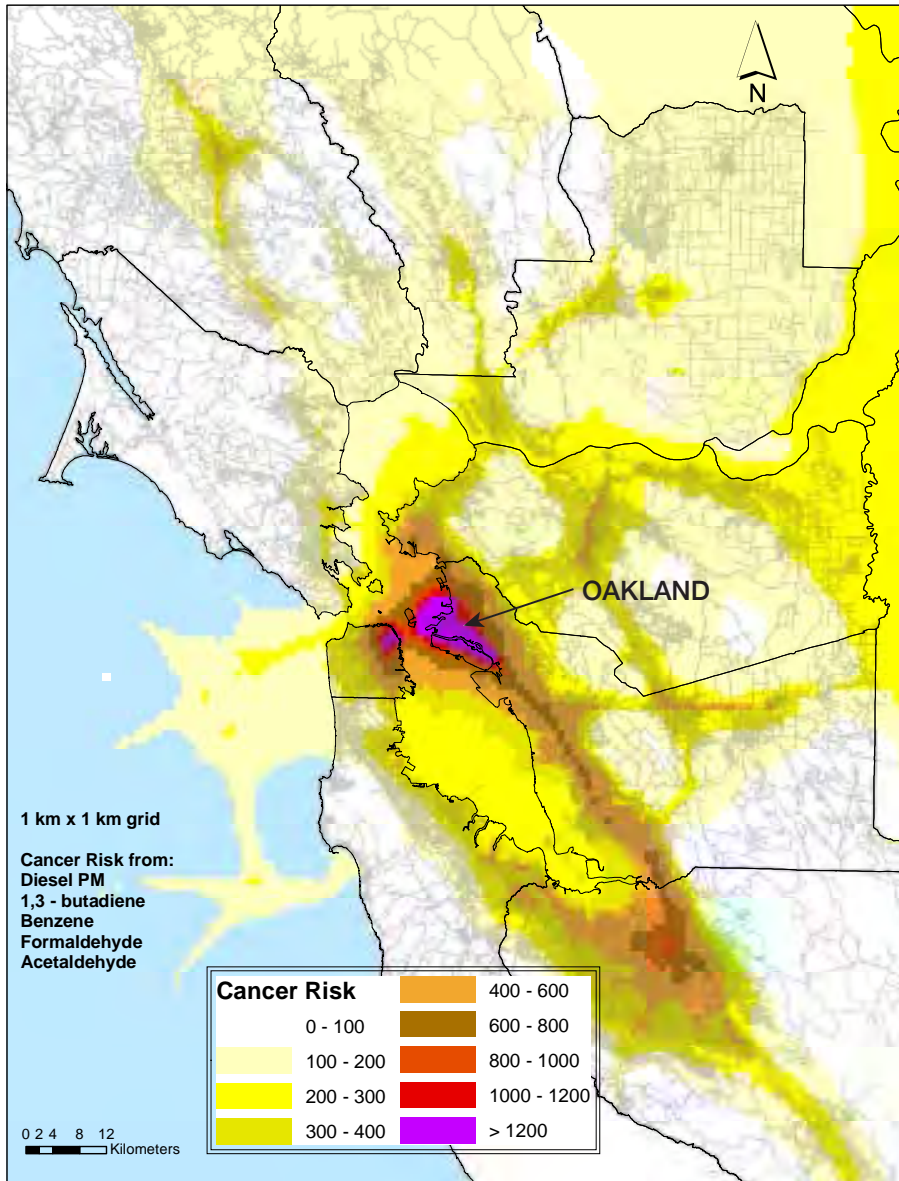 N
OAKLAND
1 km x 1 km grid
Cancer Risk from:
Diesel PM
1,3 - butadiene
Benzene
Formaldehyde
Acetaldehyde
Cancer Risk
0 - 100
100 - 200
200 - 300
300 - 400
400 - 600
600 - 800
800 - 1000
1000 - 1200
> 1200
0 2 4 8 12
Kilometers